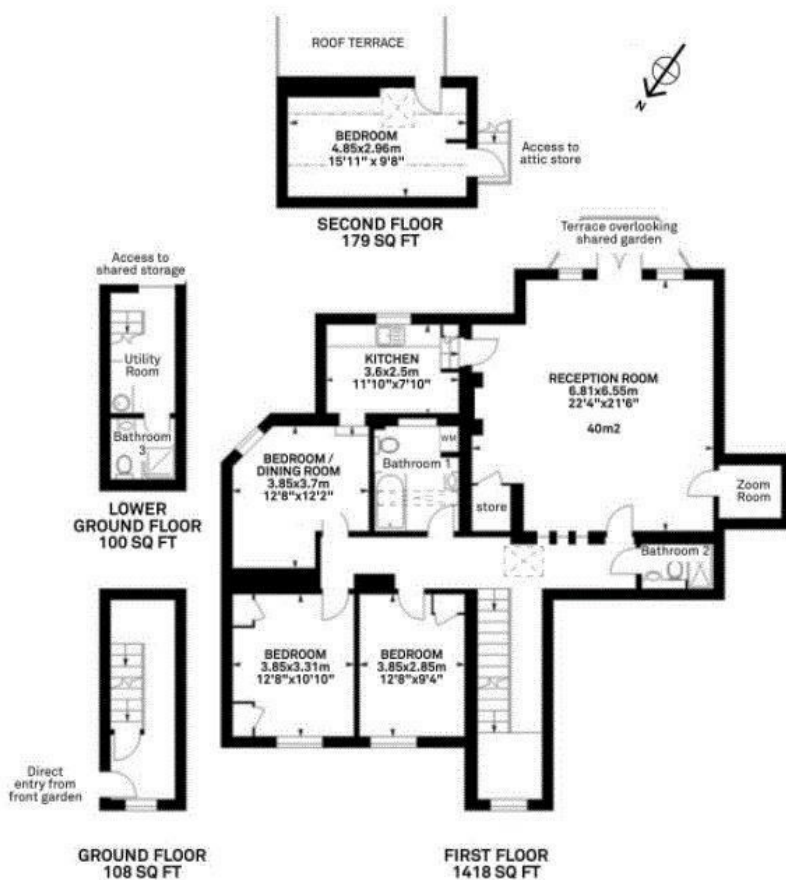 ROOF TERRACE
N
BEDROOM
4.85x2.96m
15'11" x 9'8"
Access to
attic store
SECOND FLOOR
179 SQ FT
Terrace overlooking
shared garden
Access to
shared storage
Utility
Room
Bathroom
3
LOWER
GROUND FLOOR
100 SQ FT
KITCHEN
3.6x2.5m
11'10"x7'10"
RECEPTION ROOM
6.81x6.55m
22'4"x21'6"
40m2
BEDROOM /
DINING ROOM
3.85x3.7m
12'8"x12'2"
WM
Bathroom 1
store
Zoom
Room
Bathroom 2
BEDROOM
3.85x3.31m
12'8"x10'10"
BEDROOM
3.85x2.85m
12'8"x9'4"
Direct
entry from
front garden
GROUND FLOOR
108 SQ FT
FIRST FLOOR
1418 SQ FT